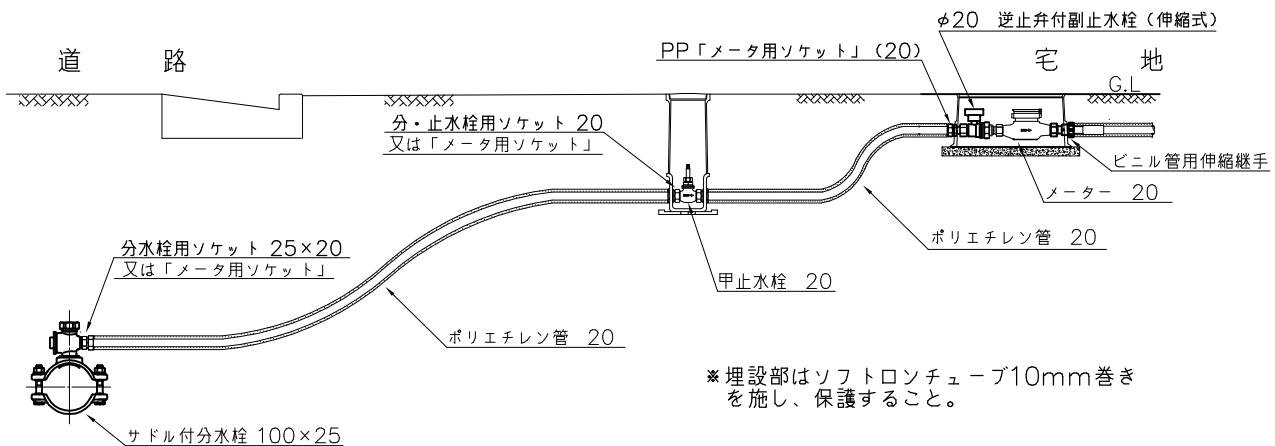 φ20 逆止弁付副止水栓(伸縮式)
道 路
PP「メータ用ソケット」(20)
宅 地
G.L
分・止水栓用ソケット 20
又は「メータ用ソケット」
ビニル管用伸縮継手
メーター 20
ポリエチレン管 20
分水栓用ソケット 25×20
又は「メータ用ソケット」
甲止水栓 20
ポリエチレン管 20
※埋設部はソフトロンチューブ10mm巻き
を施し、保護すること。
サドル付分水栓 100×25